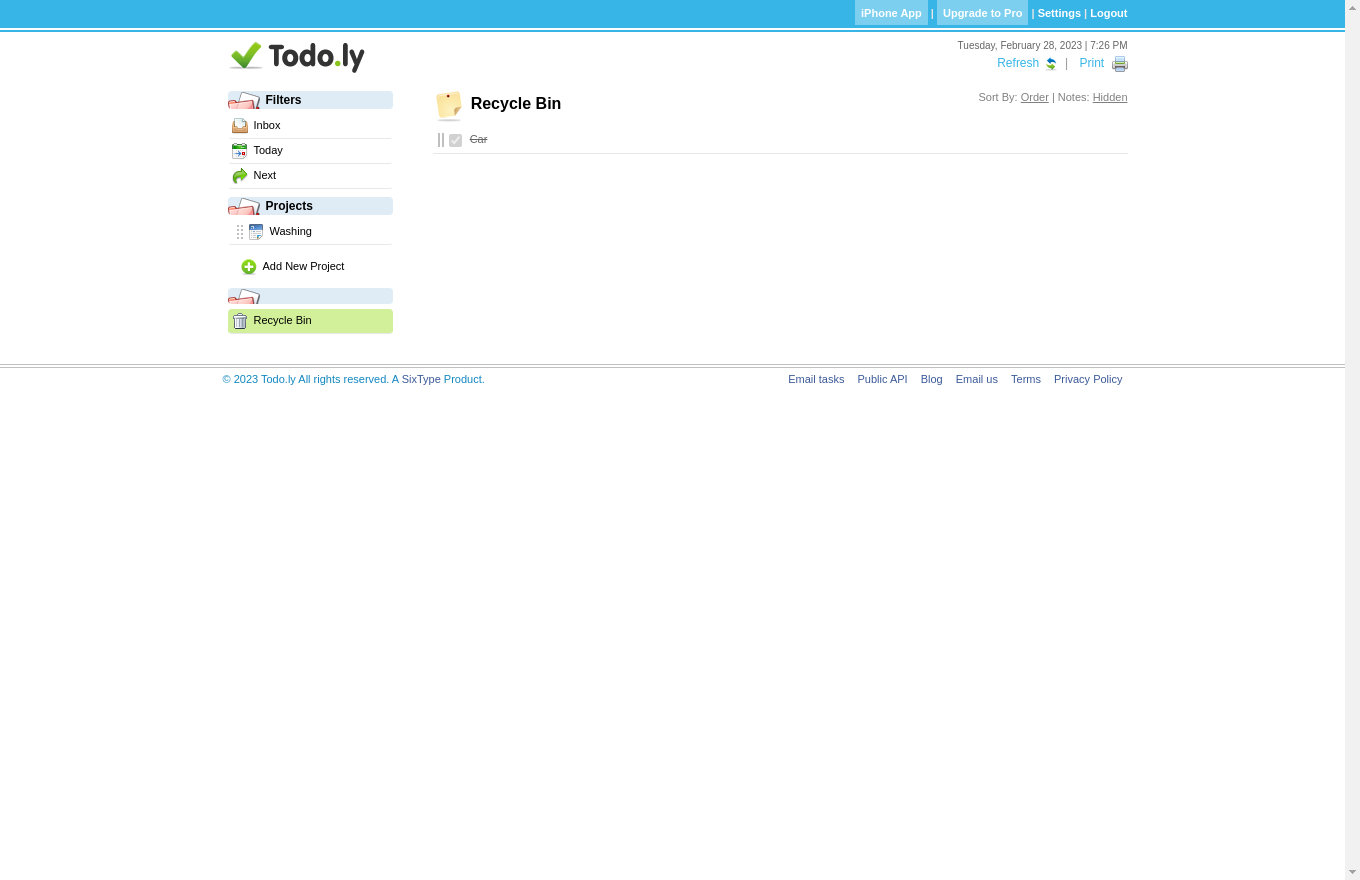 iPhone App | Upgrade to Pro | Settings | Logout
Todo.ly
Tuesday, February 28, 2023 | 7:26 PM
Refresh | Print
Filters
Inbox
Today
Next
Projects
Washing
Add New Project
Recycle Bin
Recycle Bin
Sort By: Order | Notes: Hidden
Car
© 2023 Todo.ly All rights reserved. A SixType Product.
Email tasks Public API Blog Email us Terms Privacy Policy